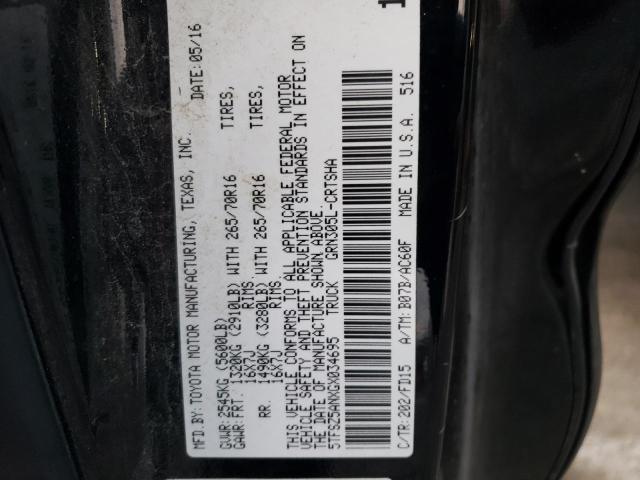 MFD.BY:TOYOTA MOTOR MANUFACTURING, TEXAS, INC. DATE:05/16
GVWR:2545KG (5600LB)
GAWR:FRT. 1320KG (2910LB) WITH 265/70R16 TIRES,
16X7J RIMS
RR. 1490KG (3280LB) WITH 265/70R16 TIRES,
16X7J RIMS
THIS VEHICLE CONFORMS TO ALL APPLICABLE FEDERAL MOTOR
VEHICLE SAFETY AND THEFT PREVENTION STANDARDS IN EFFECT ON
THE DATE OF MANUFACTURE SHOWN ABOVE.
5TFSZ5ANXGX034695 TRUCK GRN305L-CRTSHA
C/TR:202/FD15 A/TM:B07B/AC60F MADE IN U.S.A. 516